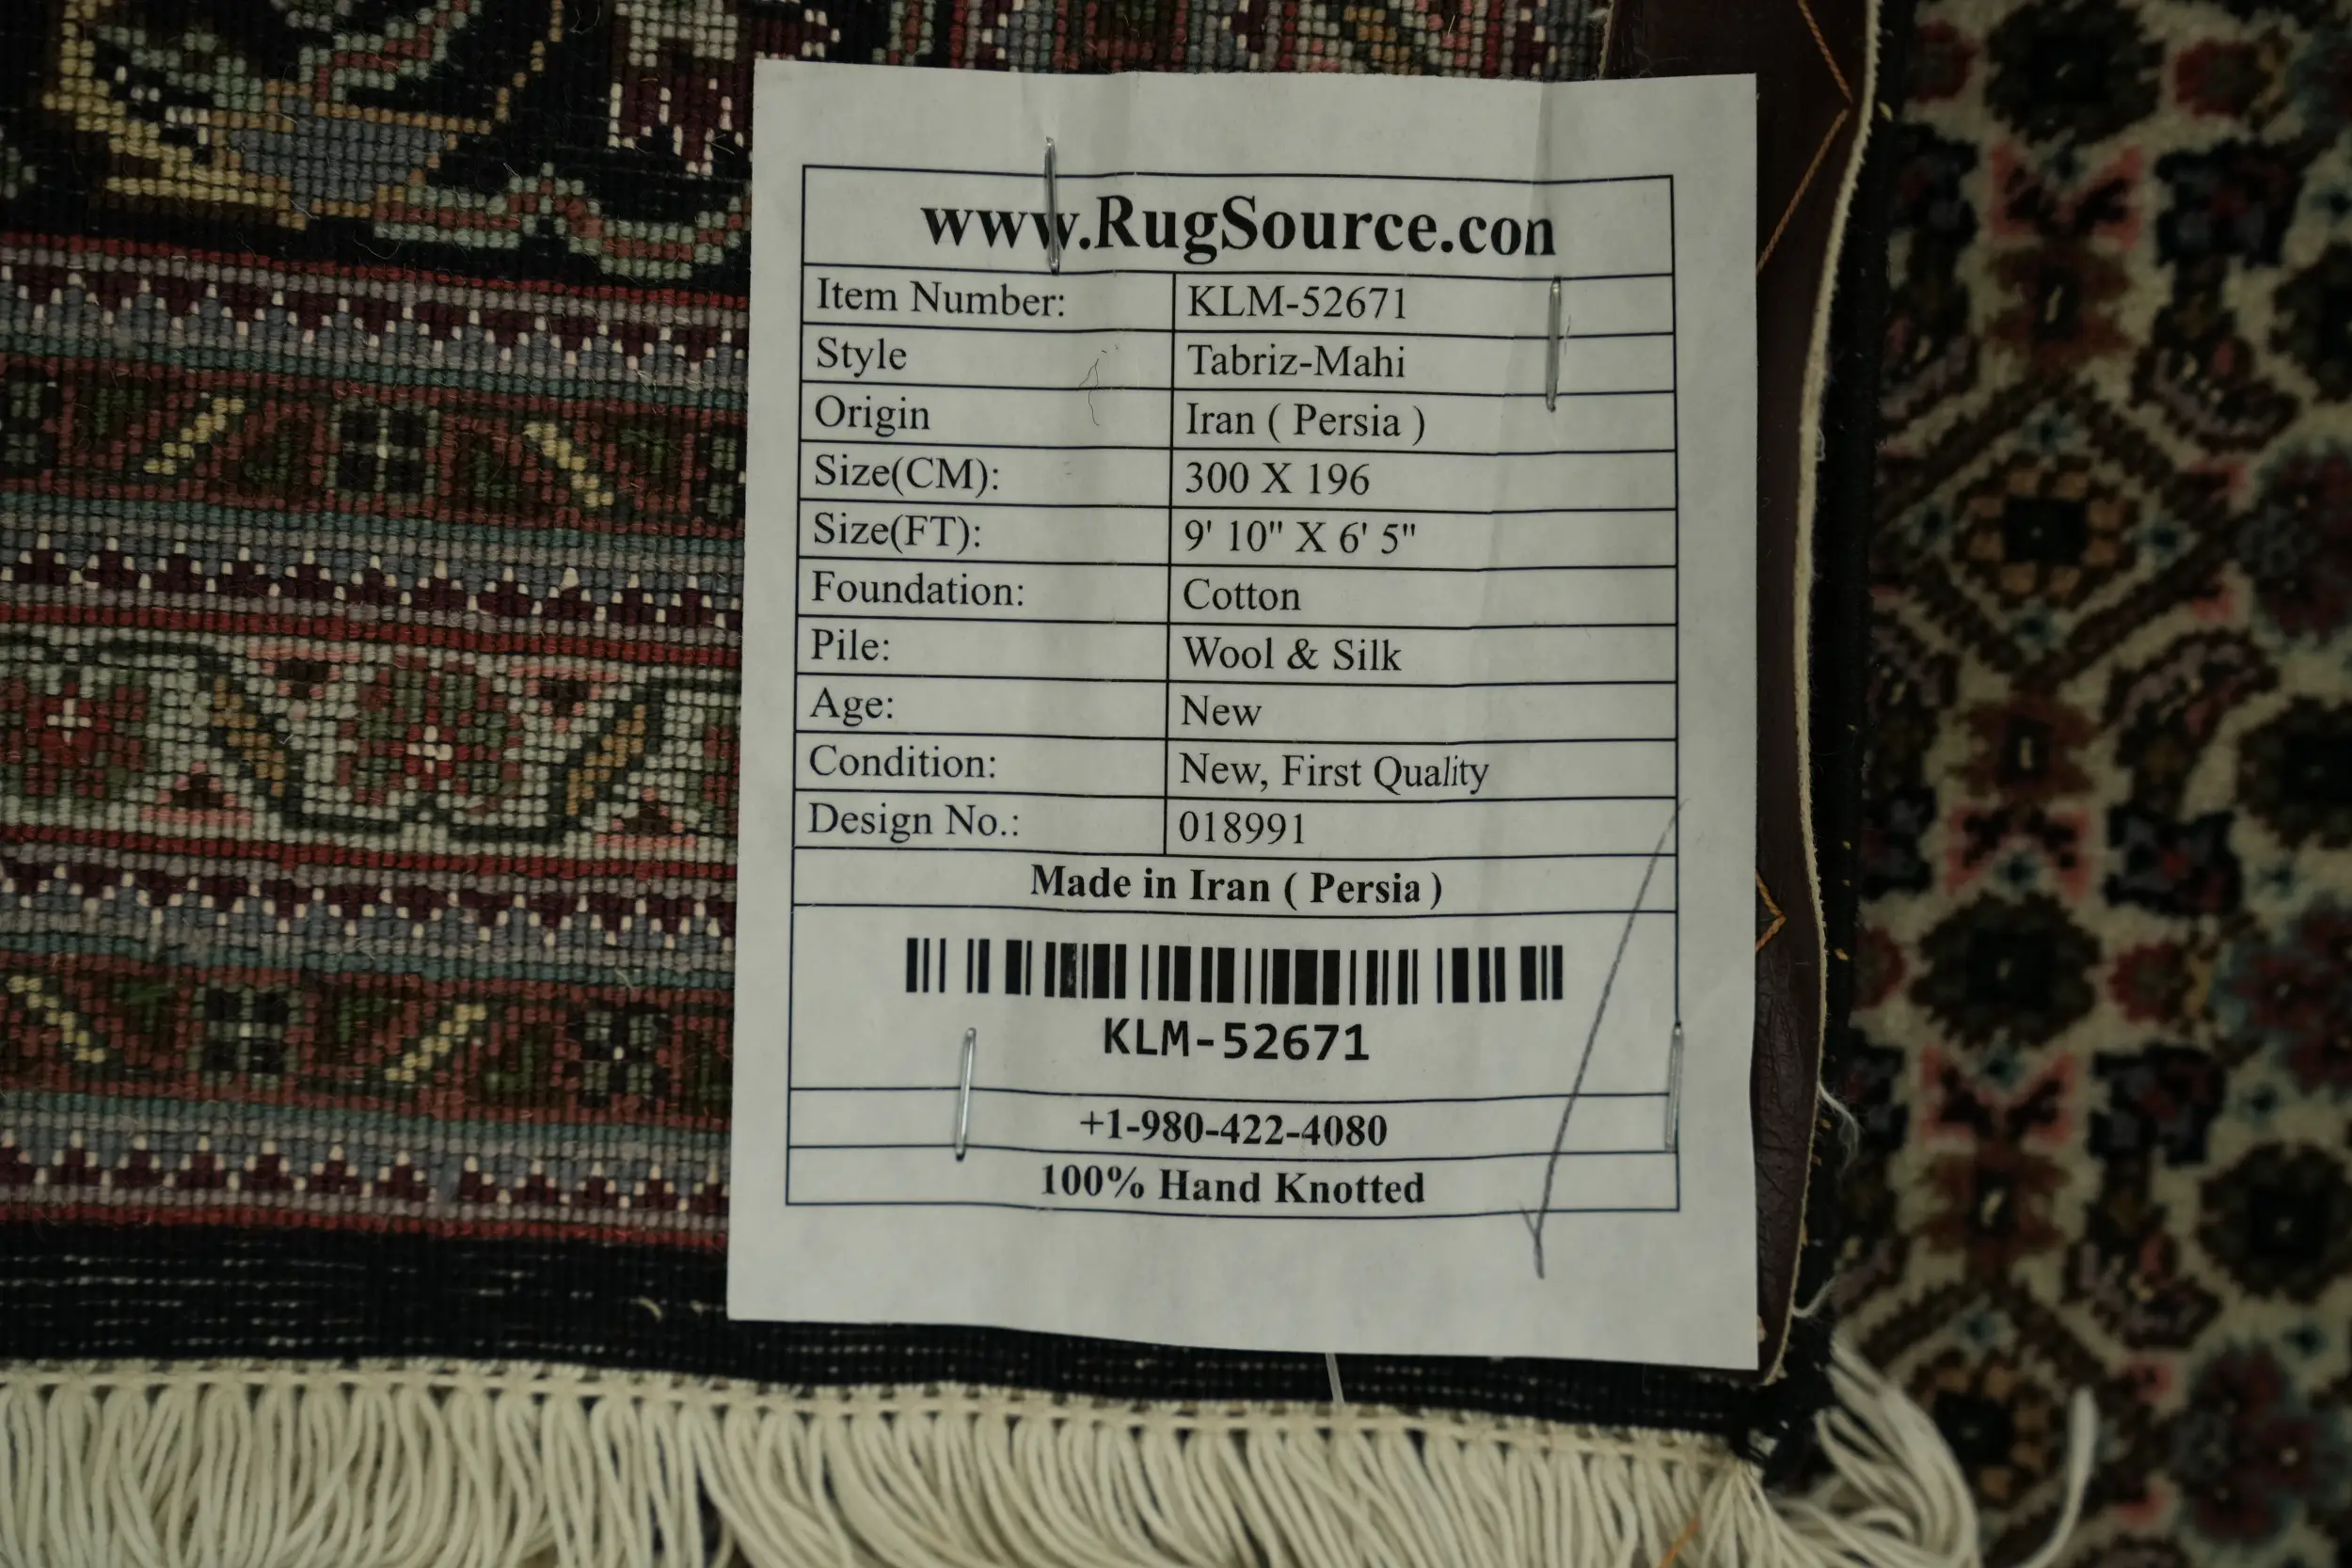 www.RugSource.con
Item Number: KLM-52671
Style Tabriz-Mahi
Origin Iran ( Persia )
Size(CM): 300 X 196
Size(FT): 9' 10" X 6' 5"
Foundation: Cotton
Pile: Wool & Silk
Age: New
Condition: New, First Quality
Design No.: 018991
Made in Iran ( Persia )
KLM-52671
+1-980-422-4080
100% Hand Knotted